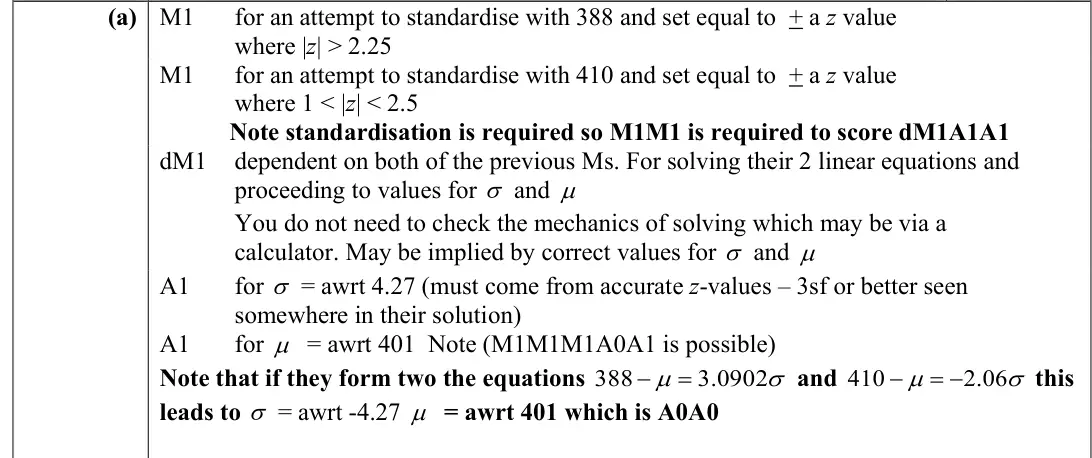 (a) M1 for an attempt to standardise with 388 and set equal to ± a z value
where |z| > 2.25
M1 for an attempt to standardise with 410 and set equal to ± a z value
where 1 < |z| < 2.5
Note standardisation is required so M1M1 is required to score dM1A1A1
dM1 dependent on both of the previous Ms. For solving their 2 linear equations and
proceeding to values for σ and μ
You do not need to check the mechanics of solving which may be via a
calculator. May be implied by correct values for σ and μ
A1 for σ = awrt 4.27 (must come from accurate z-values – 3sf or better seen
somewhere in their solution)
A1 for μ = awrt 401 Note (M1M1M1A0A1 is possible)
Note that if they form two the equations 388 − μ = 3.0902σ and 410 − μ = −2.06σ this
leads to σ = awrt -4.27 μ = awrt 401 which is A0A0